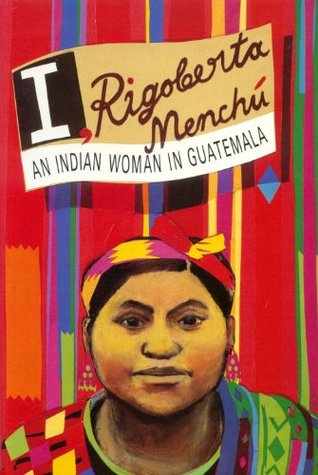 I, Rigoberta
Menchú
AN INDIAN WOMAN IN GUATEMALA